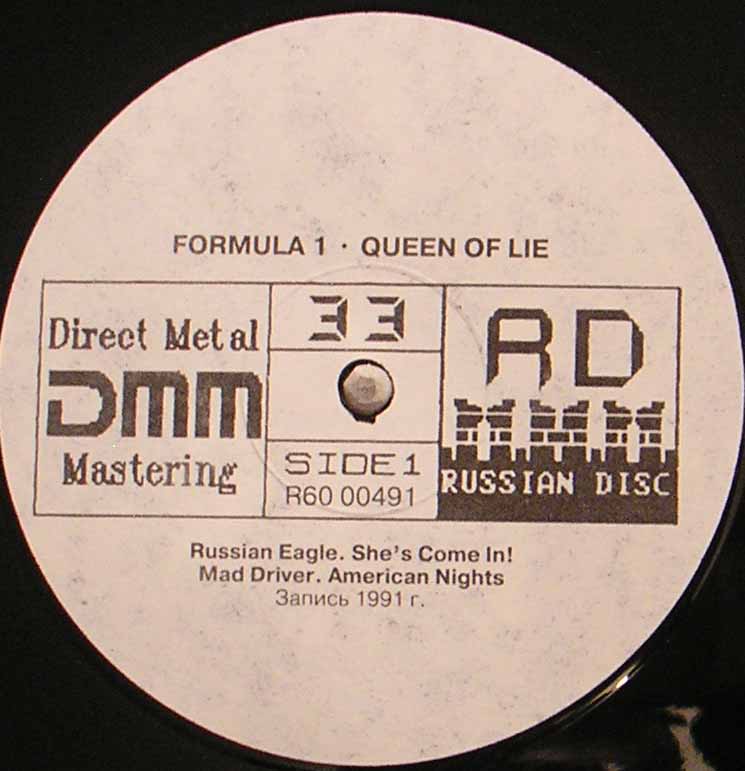 FORMULA 1 · QUEEN OF LIE
Direct Metal
DMM
Mastering
33
SIDE 1
R60 00491
RD
RUSSIAN DISC
Russian Eagle. She's Come In!
Mad Driver. American Nights
Запись 1991 г.